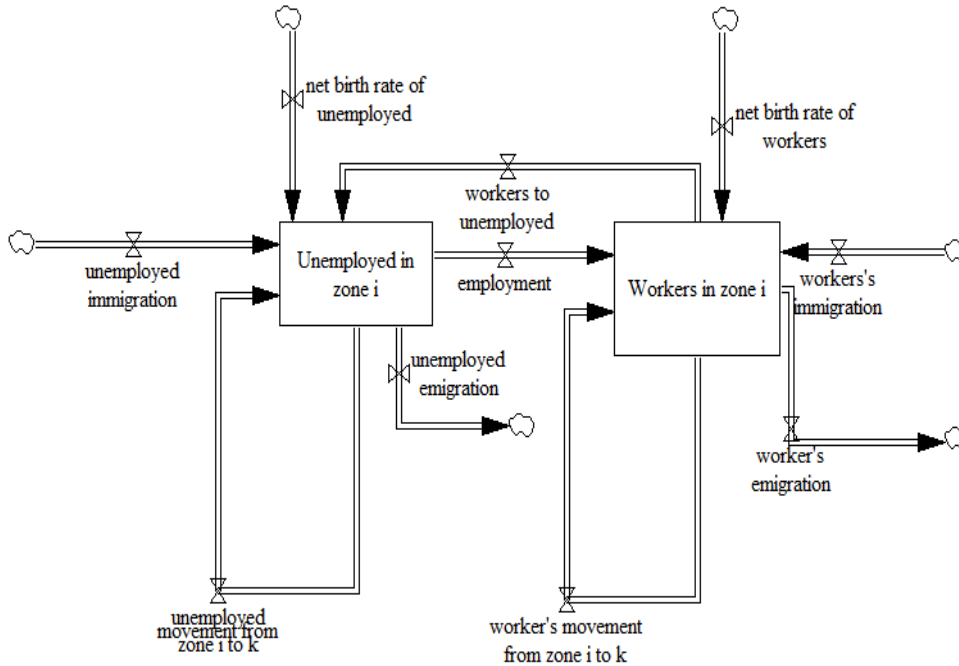 net birth rate of
unemployed
net birth rate of
workers
workers to
unemployed
unemployed
immigration
Unemployed in
zone i
employment
Workers in zone i
workers's
immigration
unemployed
emigration
worker's
emigration
unemployed
movement from
zone i to k
worker's movement
from zone i to k